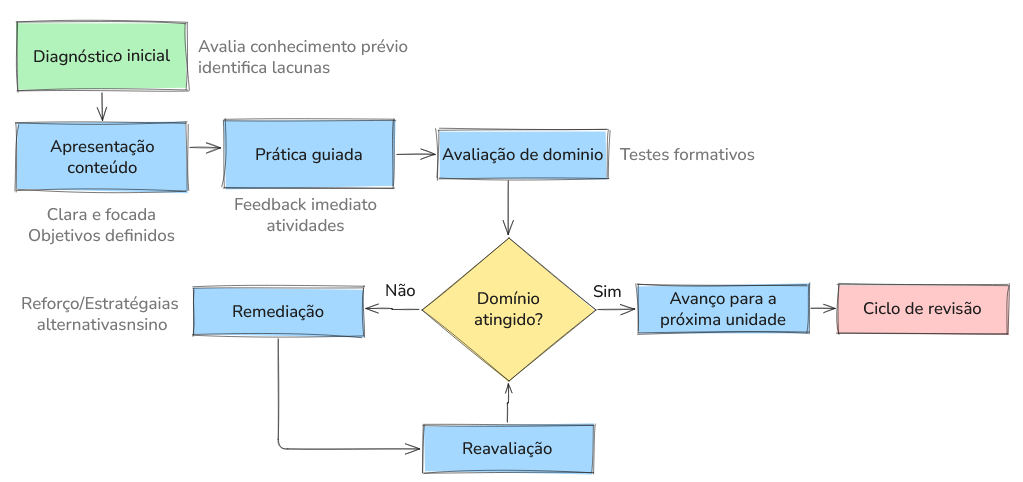 Diagnóstico inicial
Avalia conhecimento prévio
identifica lacunas
Apresentação
conteúdo
Prática guiada
Avaliação de dominio
Testes formativos
Clara e focada
Objetivos definidos
Feedback imediato
atividades
Reforço/Estratégaias
alternativasnsino
Remediação
Não
Domínio
atingido?
Sim
Avanço para a
próxima unidade
Ciclo de revisão
Reavaliação